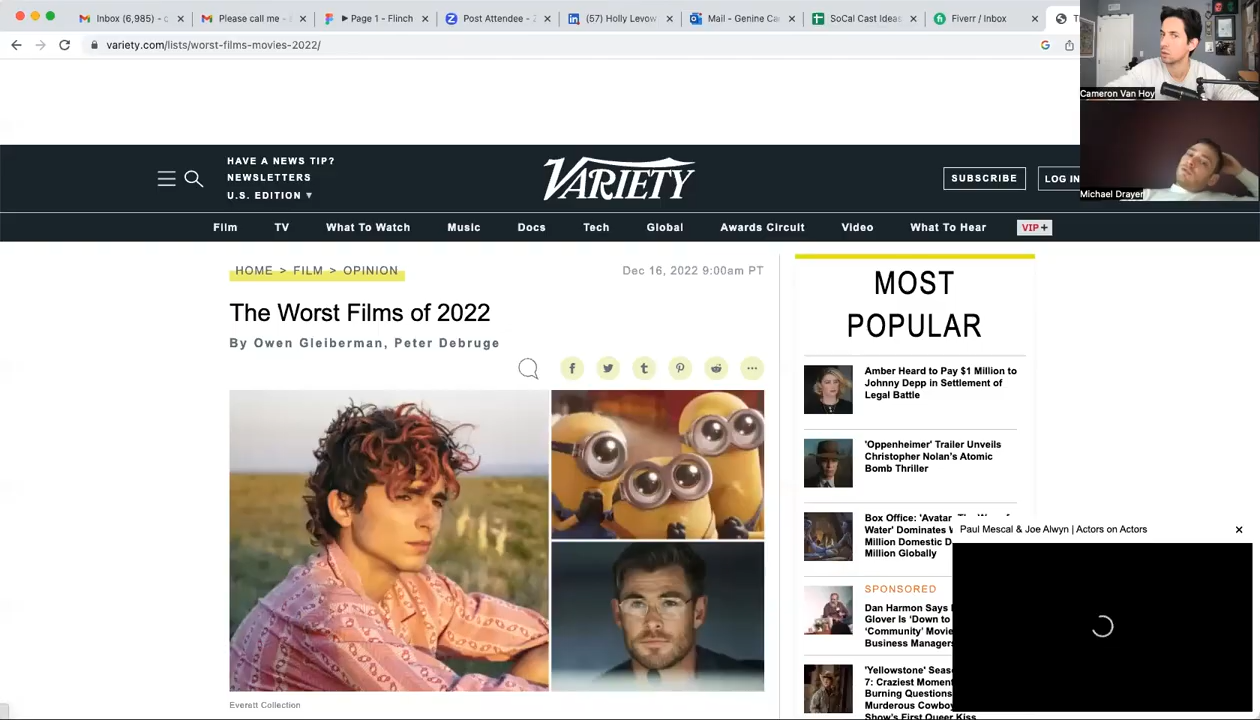 Inbox (6,985) - c
Please call me -
Page 1 - Flinch
Post Attendee - Z
(57) Holly Levow
Mail - Genine Ca
SoCal Cast Ideas
Fiverr / Inbox
variety.com/lists/worst-films-movies-2022/
Cameron Van Hoy
Michael Drayer
HAVE A NEWS TIP?
NEWSLETTERS
U.S. EDITION ▾
VARIETY
SUBSCRIBE
LOG IN
Film TV What To Watch Music Docs Tech Global Awards Circuit Video What To Hear VIP+
HOME > FILM > OPINION
Dec 16, 2022 9:00am PT
The Worst Films of 2022
By Owen Gleiberman, Peter Debruge
Everett Collection
MOST
POPULAR
Amber Heard to Pay $1 Million to
Johnny Depp in Settlement of
Legal Battle
'Oppenheimer' Trailer Unveils
Christopher Nolan's Atomic
Bomb Thriller
Box Office: 'Avatar
Water' Dominates
Million Domestic
Million Globally
Paul Mescal & Joe Alwyn | Actors on Actors
SPONSORED
Dan Harmon Says
Glover Is 'Down to
'Community' Movie
Business Manager
'Yellowstone'
7: Craziest
Burning Questions
Murderous
Show's First Queer Kiss